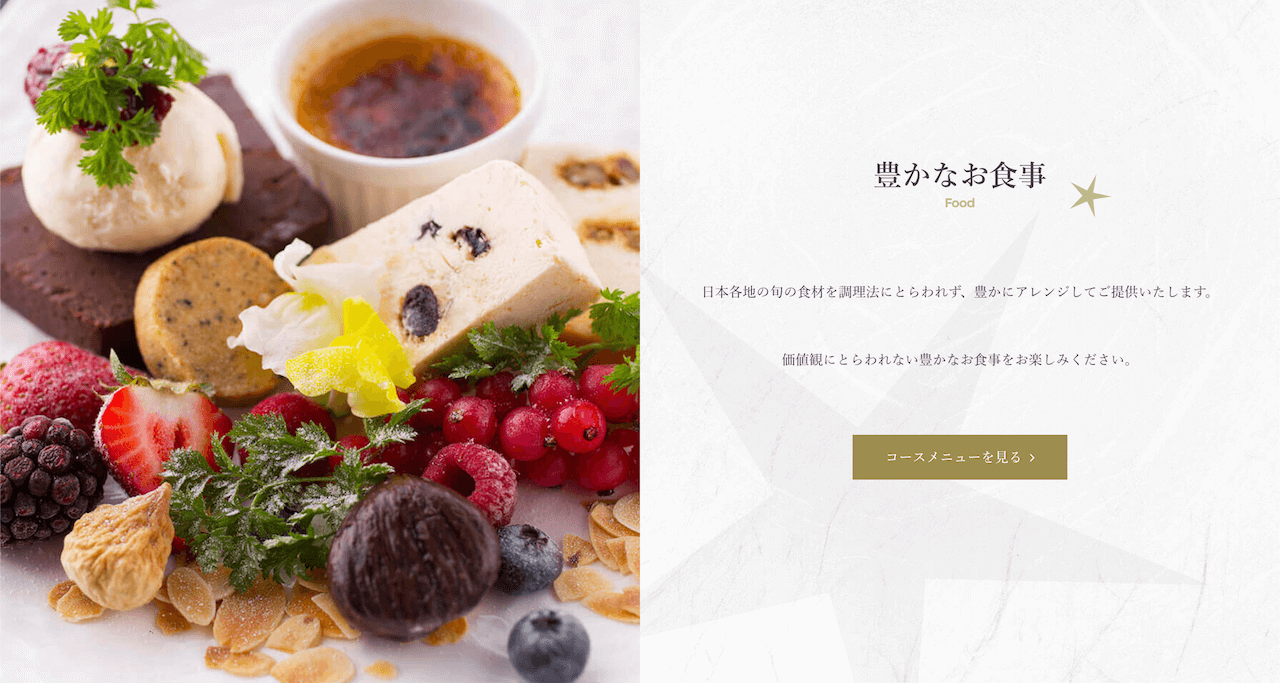 豊かなお食事
Food
日本各地の旬の食材を調理法にとらわれず、豊かにアレンジしてご提供いたします。
価値観にとらわれない豊かなお食事をお楽しみください。
コースメニューを見る